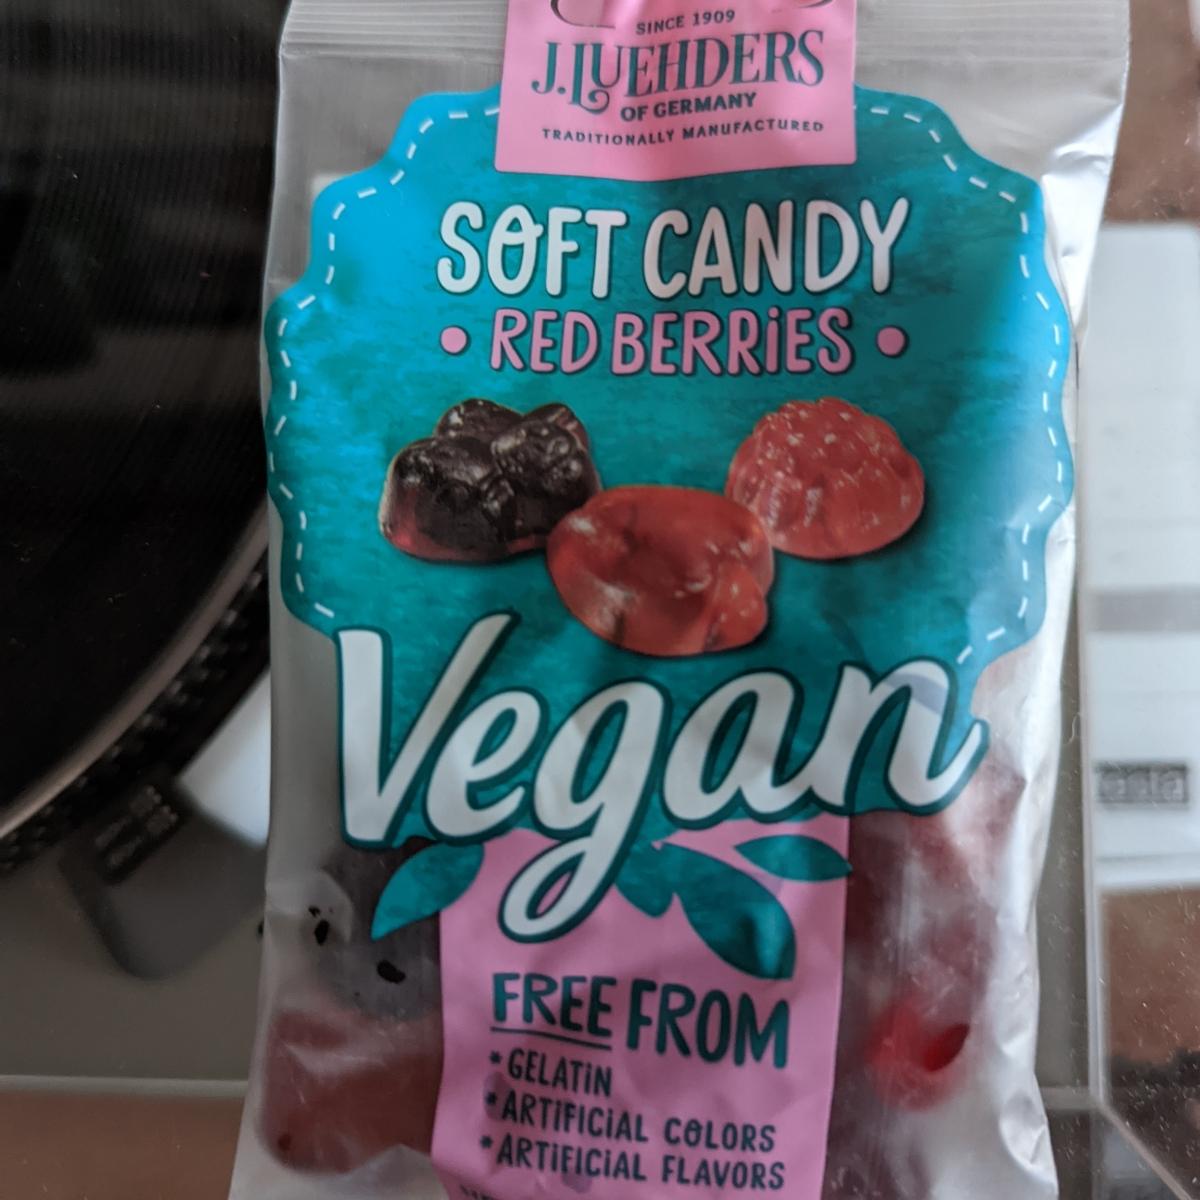 SINCE 1909
J.LUEHDERS
OF GERMANY
TRADITIONALLY MANUFACTURED
SOFT CANDY
• RED BERRiES •
Vegan
FREE FROM
*GELATiN
*ARTiFiCiAL COLORS
*ARTiFiCiAL FLAVORS